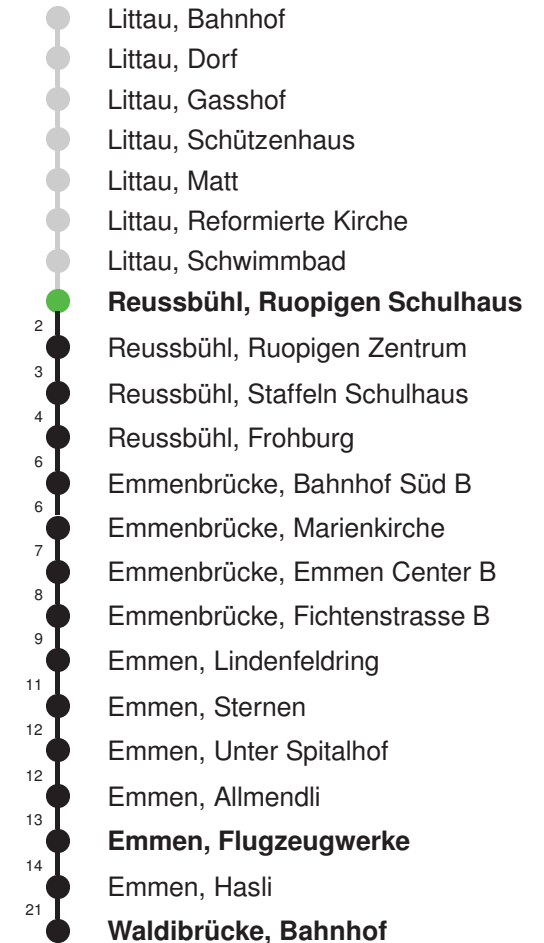 Littau, Bahnhof
Littau, Dorf
Littau, Gasshof
Littau, Schützenhaus
Littau, Matt
Littau, Reformierte Kirche
Littau, Schwimmbad
Reussbühl, Ruopigen Schulhaus
2
Reussbühl, Ruopigen Zentrum
3
Reussbühl, Staffeln Schulhaus
4
Reussbühl, Frohburg
6
Emmenbrücke, Bahnhof Süd B
6
Emmenbrücke, Marienkirche
7
Emmenbrücke, Emmen Center B
8
Emmenbrücke, Fichtenstrasse B
9
Emmen, Lindenfeldring
11
Emmen, Sternen
12
Emmen, Unter Spitalhof
12
Emmen, Allmendli
13
Emmen, Flugzeugwerke
14
Emmen, Hasli
21
Waldibrücke, Bahnhof